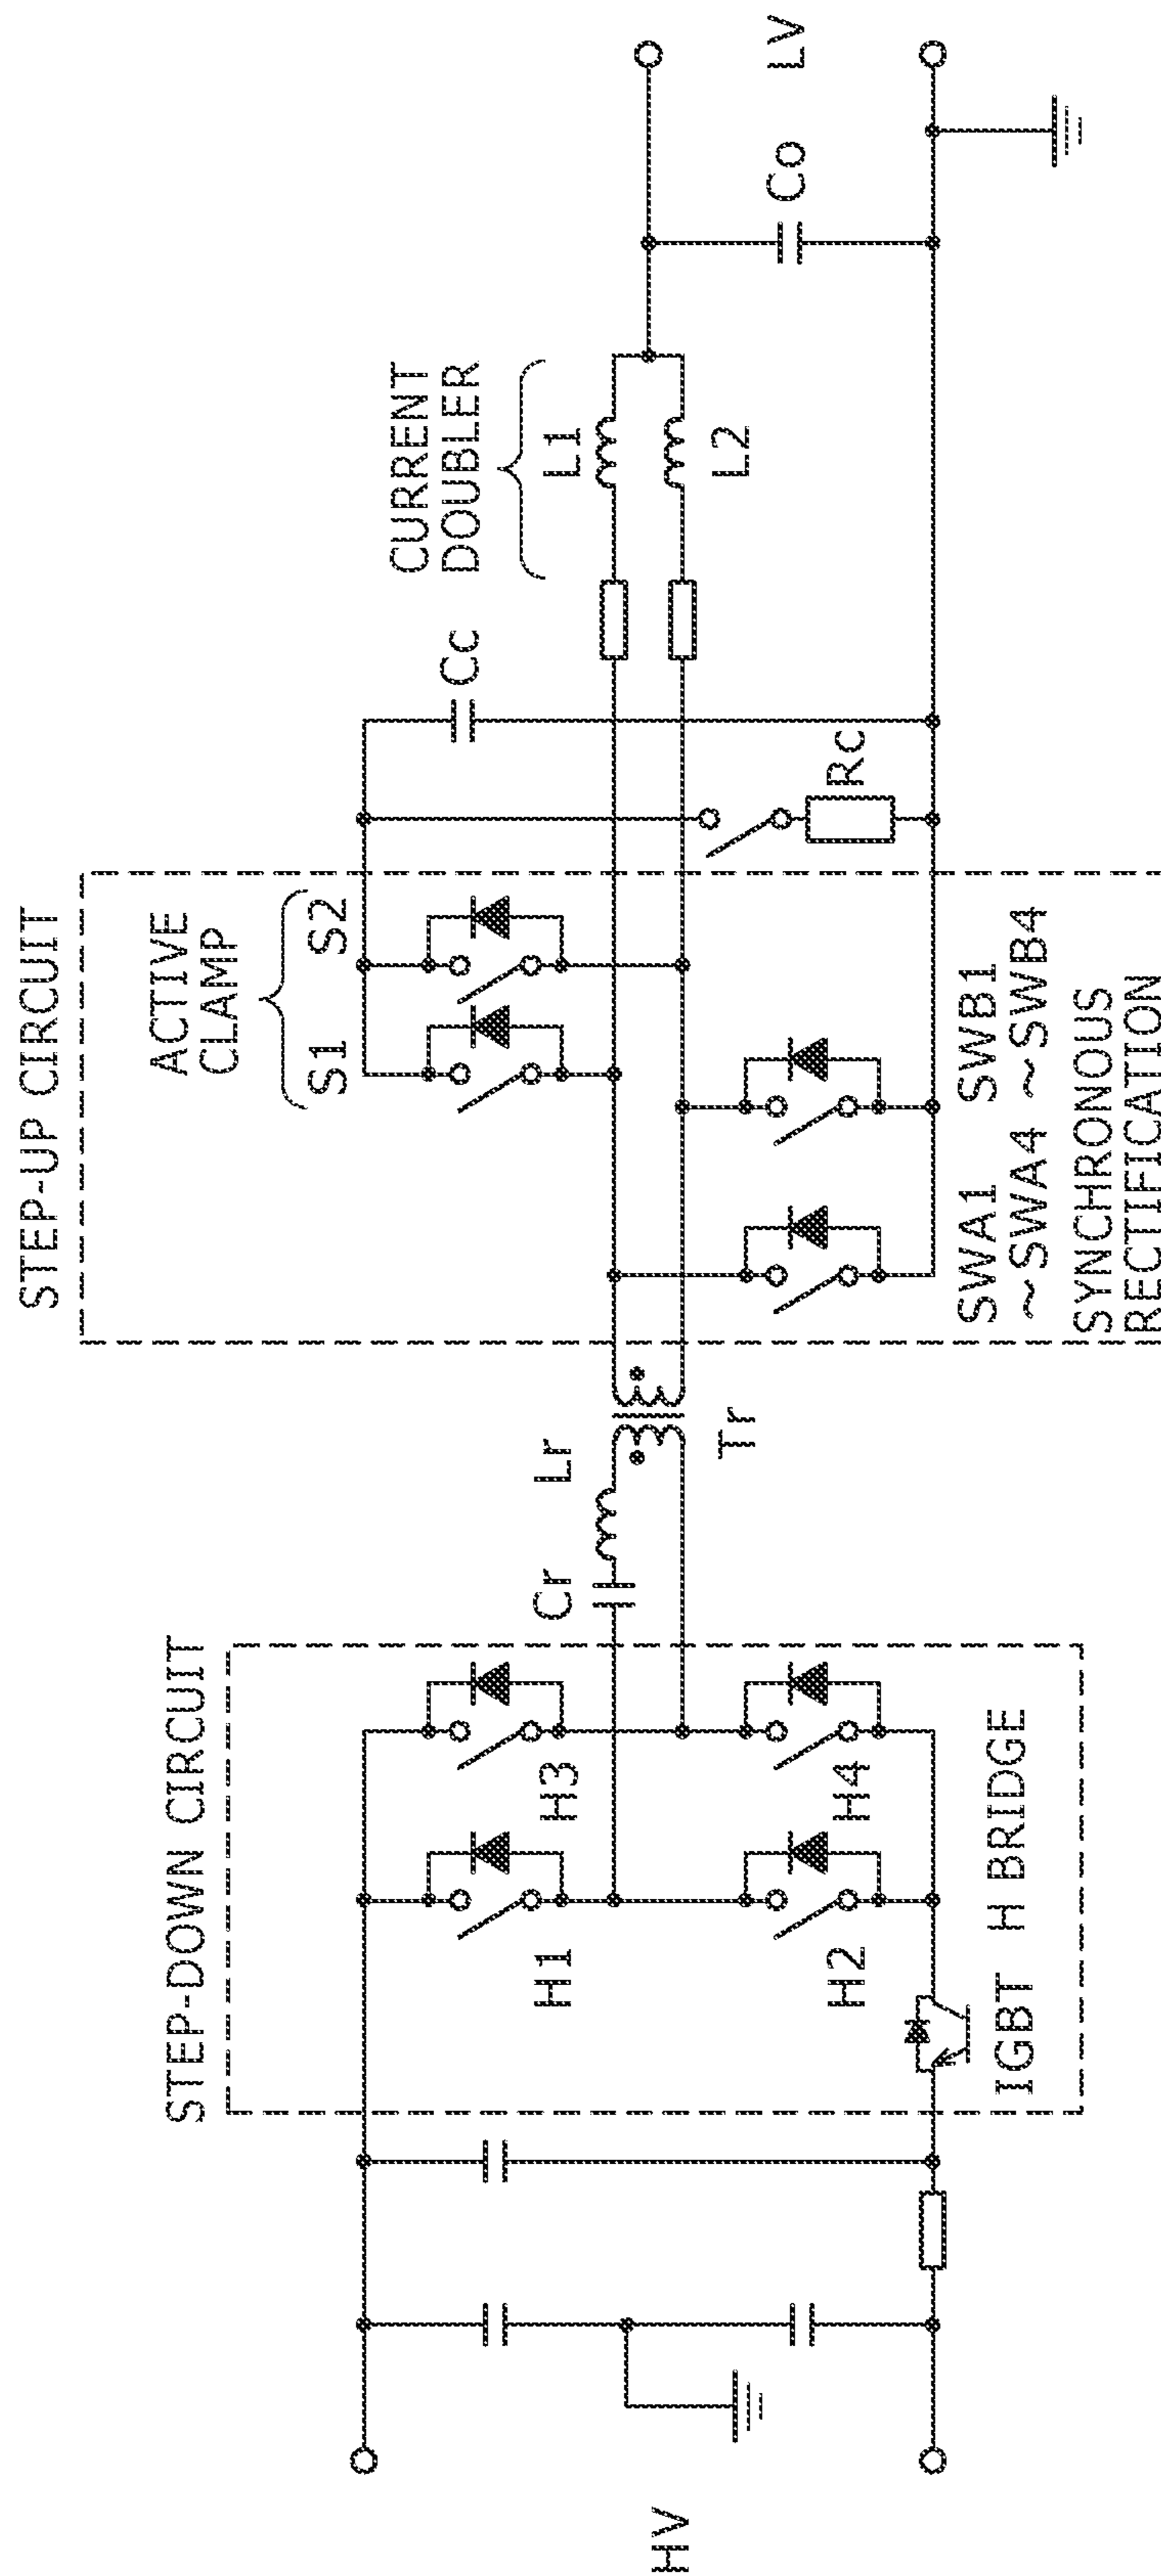 STEP-UP CIRCUIT
ACTIVE
CLAMP
S1 S2
CURRENT
DOUBLER
L1
L2
Cc
Rc
Co
LV
SWA1 SWB1
~SWA4 ~SWB4
SYNCHRONOUS
RECTIFICATION
STEP-DOWN CIRCUIT
Cr Lr
Tr
H1
H3
H2
H4
IGBT H BRIDGE
HV